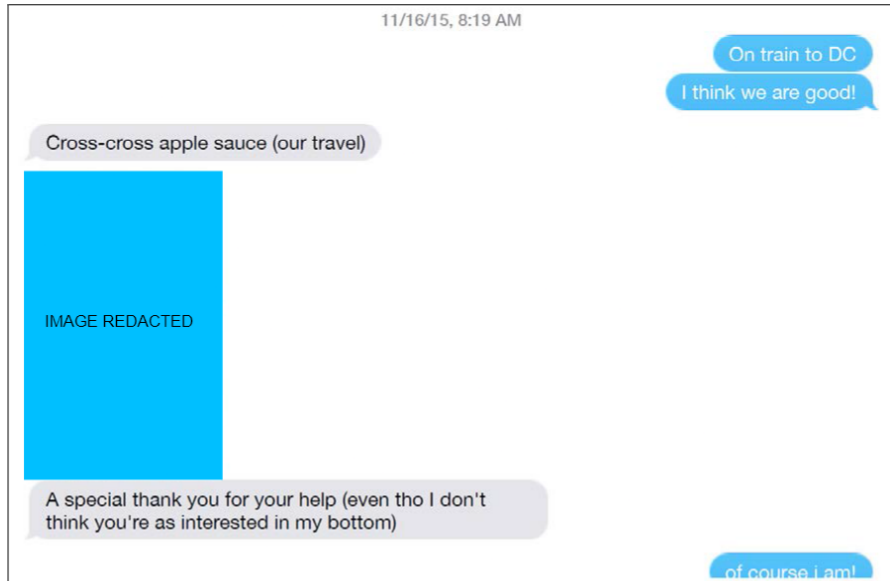 11/16/15, 8:19 AM
On train to DC
I think we are good!
Cross-cross apple sauce (our travel)
IMAGE REDACTED
A special thank you for your help (even tho I don't
think you're as interested in my bottom)
of course i am!